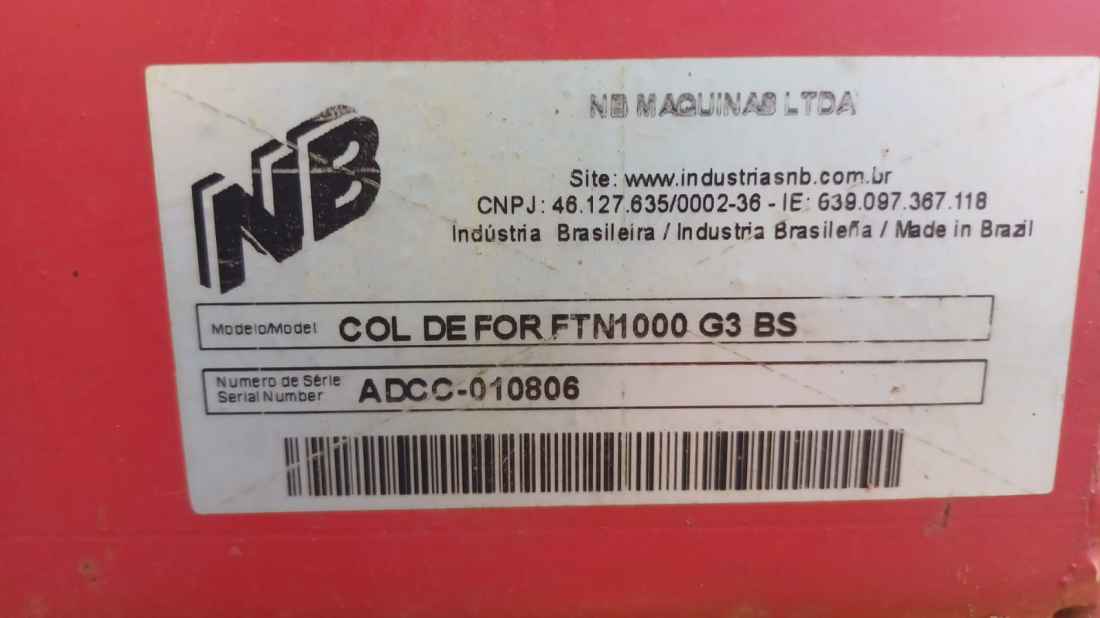 NB
NB MAQUINAS LTDA
Site: www.industriasnb.com.br
CNPJ: 46.127.635/0002-36 - IE: 639.097.367.118
Indústria Brasileira / Industria Brasileña / Made in Brazil
Modelo/Model COL DE FOR FTN1000 G3 BS
Numero de Série
Serial Number ADCC-010806